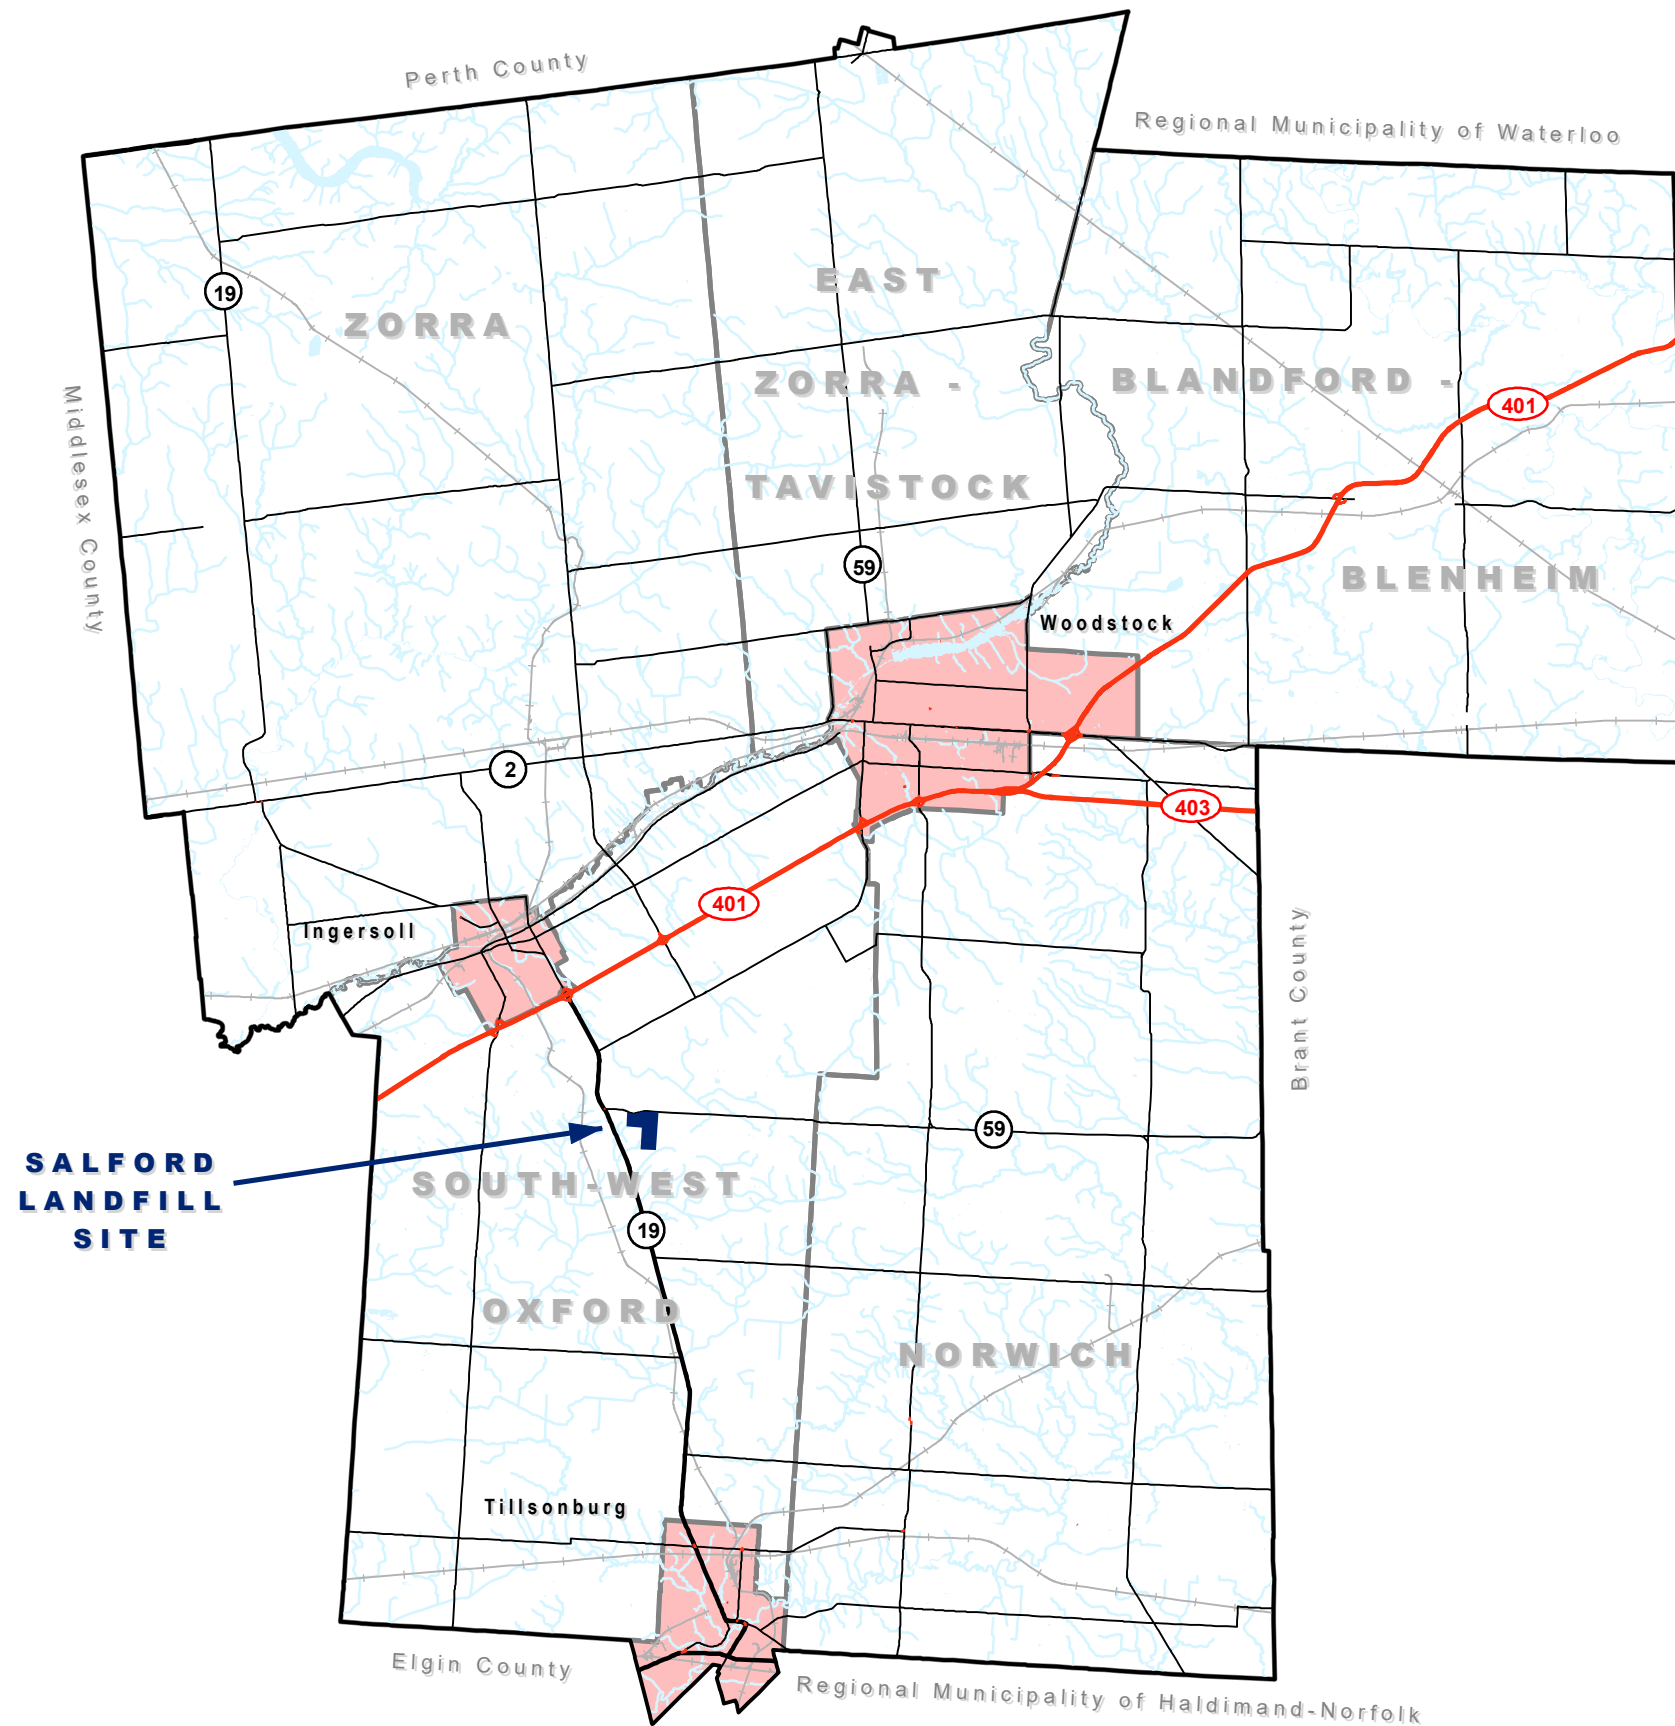 Perth County
Regional Municipality of Waterloo
19
EAST
ZORRA
ZORRA -
BLANDFORD -
401
Middlesex County
TAVISTOCK
59
BLENHEIM
Woodstock
2
403
401
Ingersoll
Brant County
59
SALFORD
LANDFILL
SITE
SOUTH-WEST
19
OXFORD
NORWICH
Tillsonburg
Elgin County
Regional Municipality of Haldimand-Norfolk